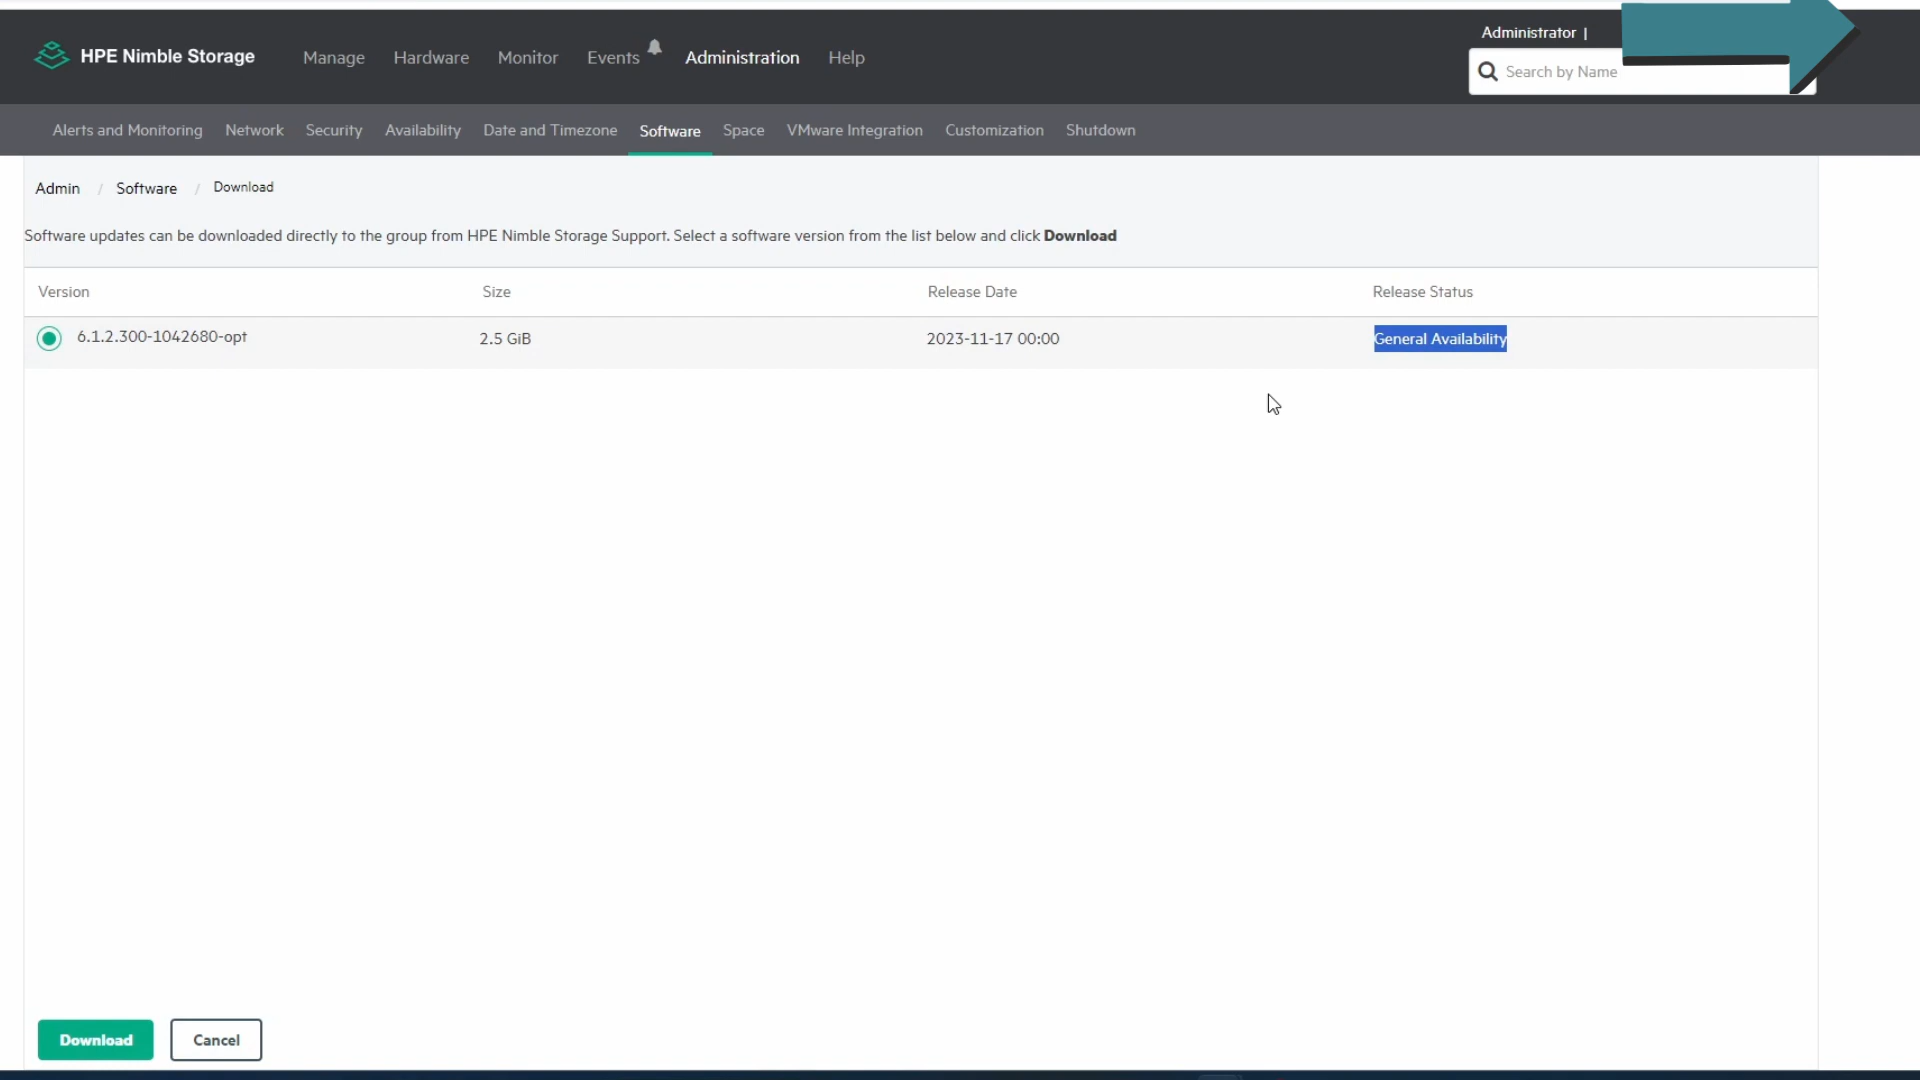 Administrator |
HPE Nimble Storage Manage Hardware Monitor Events Administration Help
Search by Name
Alerts and Monitoring Network Security Availability Date and Timezone Software Space VMware Integration Customization Shutdown
Admin / Software / Download
Software updates can be downloaded directly to the group from HPE Nimble Storage Support. Select a software version from the list below and click Download
Version Size Release Date Release Status
6.1.2.300-1042680-opt 2.5 GiB 2023-11-17 00:00 General Availability
Download Cancel